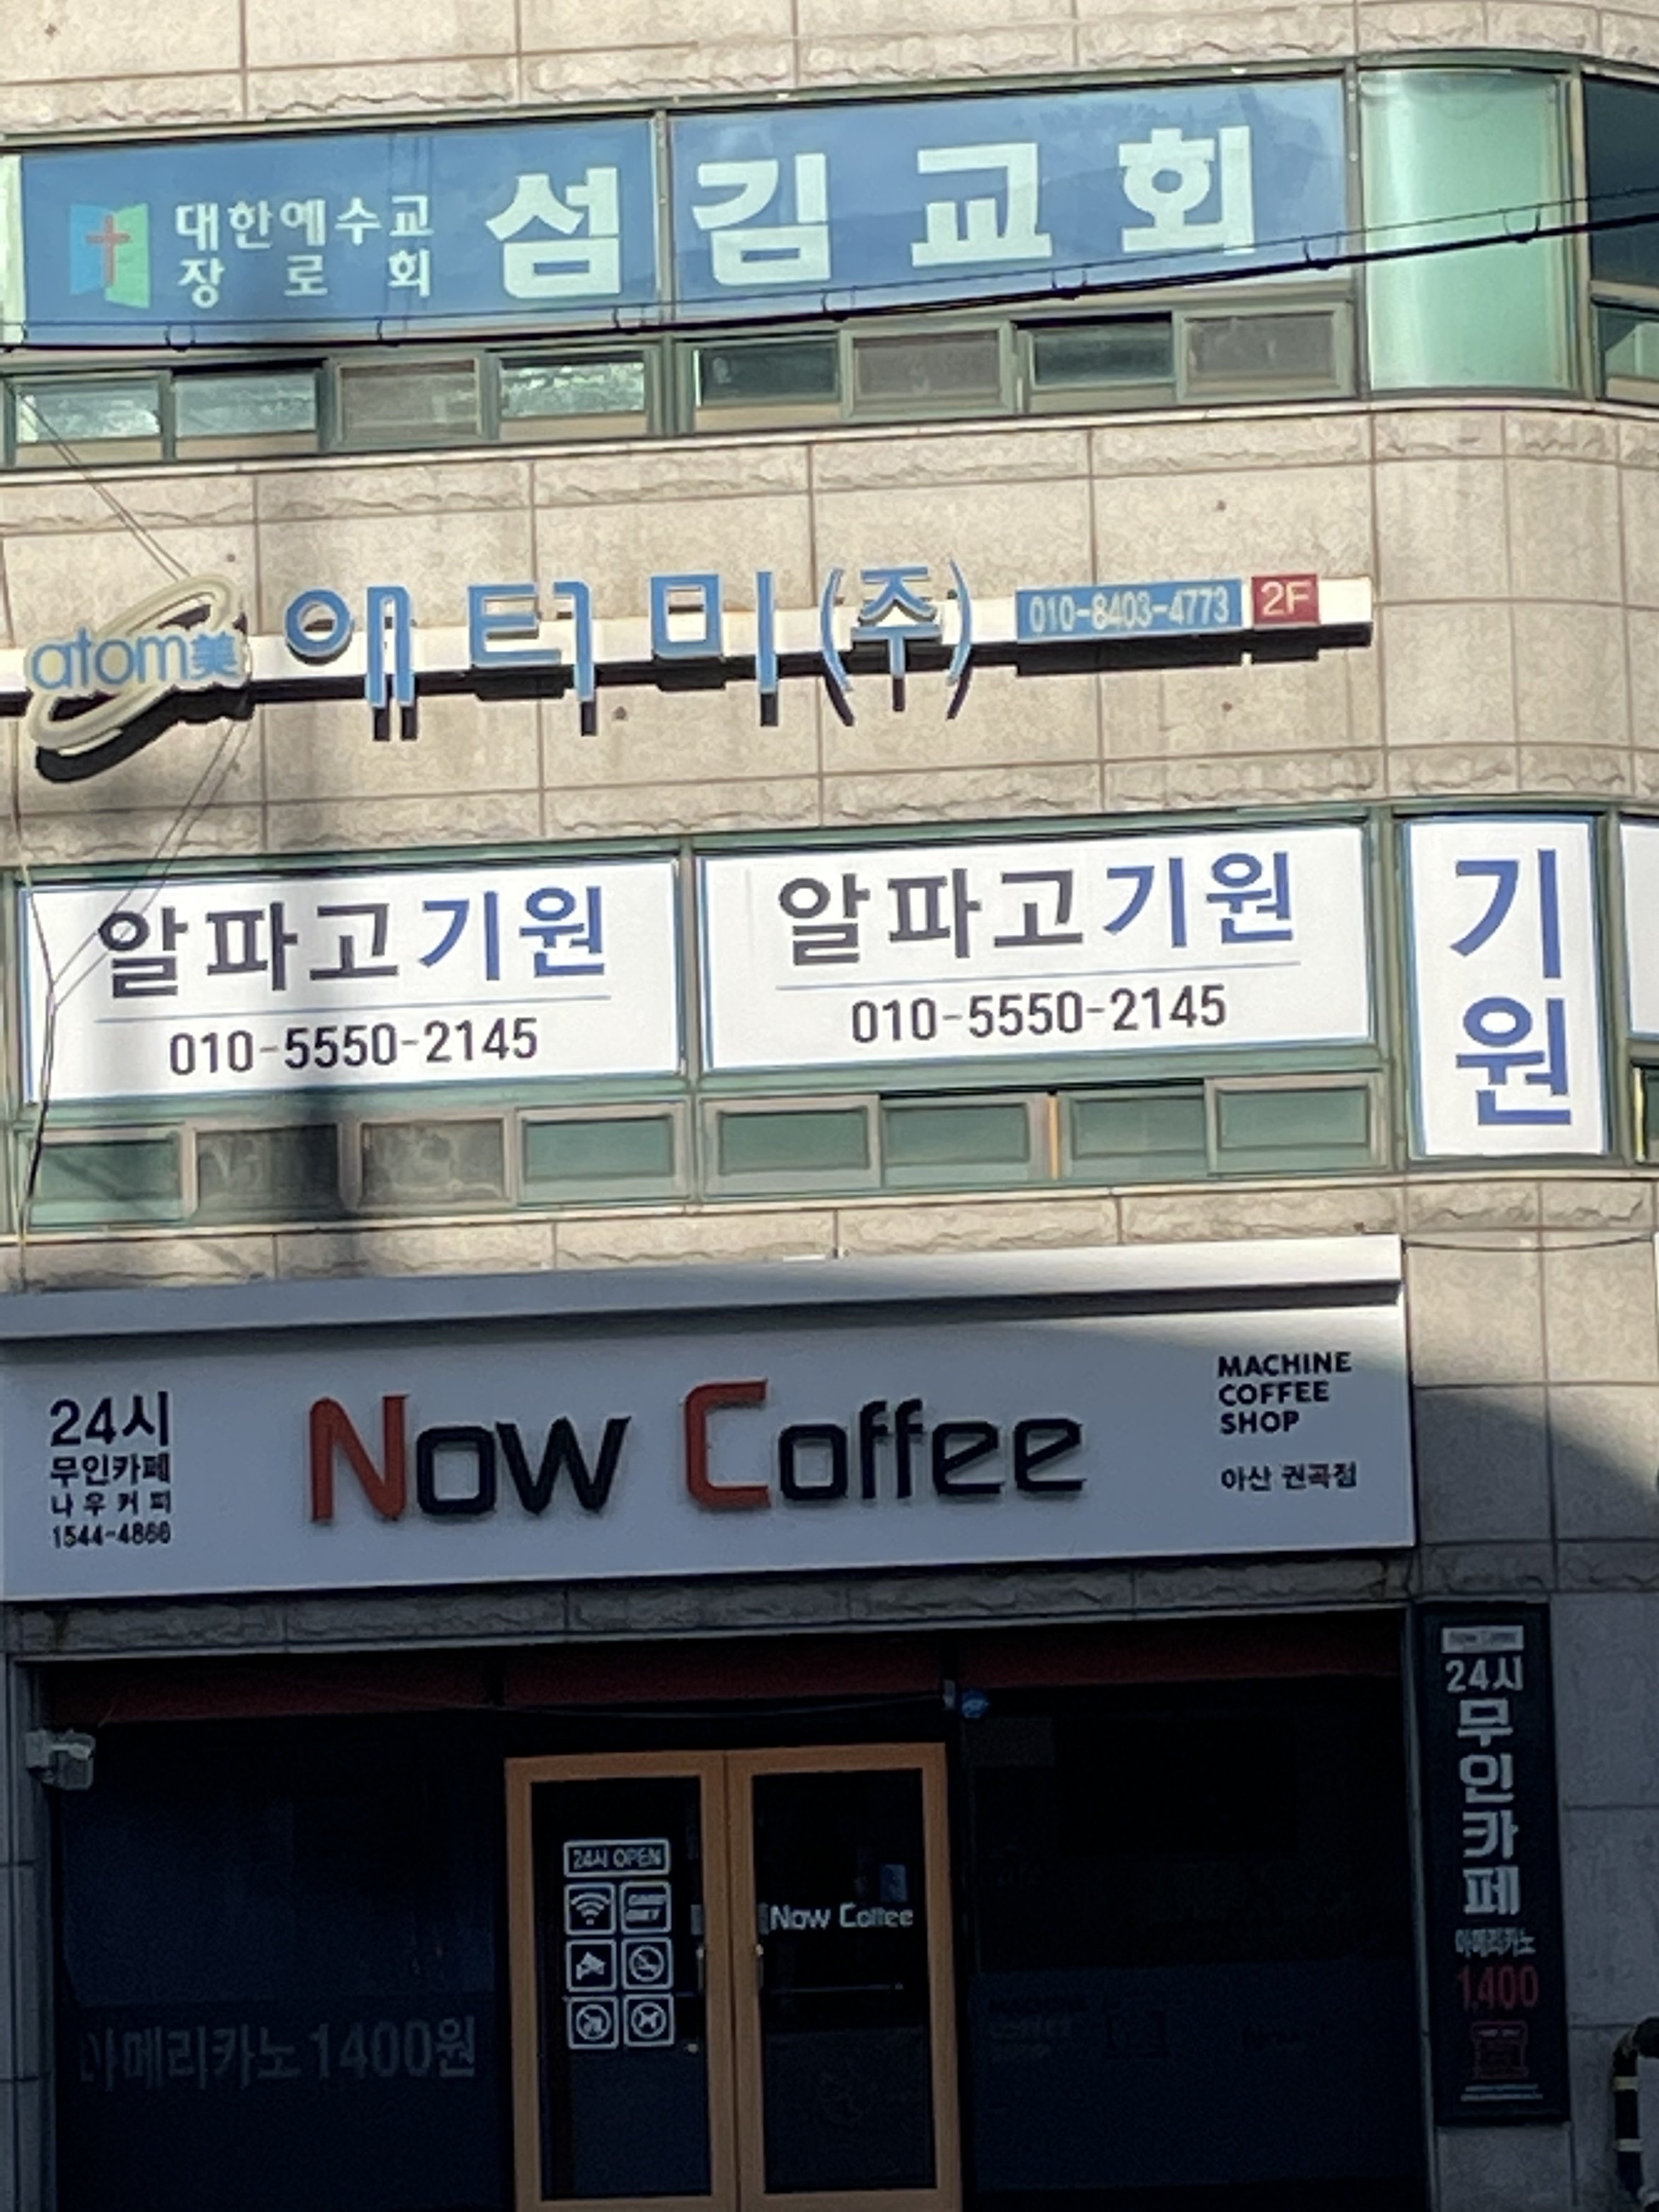 대한예수교
장로회
섬김교회
atom美
애터미(주)
010-8403-4773
2F
알파고기원
010-5550-2145
알파고기원
010-5550-2145
기
원
24시
무인카페
나우커피
1544-4866
Now Coffee
MACHINE
COFFEE
SHOP
아산 권곡점
Now Coffee
24시
무인카페
아메리카노
1,400
24시 OPEN
Now Coffee
아메리카노1400원